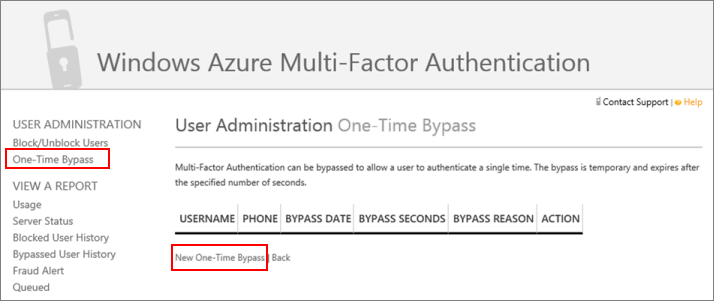 Windows Azure Multi-Factor Authentication
Contact Support | Help
USER ADMINISTRATION
Block/Unblock Users
One-Time Bypass
VIEW A REPORT
Usage
Server Status
Blocked User History
Bypassed User History
Fraud Alert
Queued
User Administration One-Time Bypass
Multi-Factor Authentication can be bypassed to allow a user to authenticate a single time. The bypass is temporary and expires after
the specified number of seconds.
USERNAME PHONE BYPASS DATE BYPASS SECONDS BYPASS REASON ACTION
New One-Time Bypass | Back